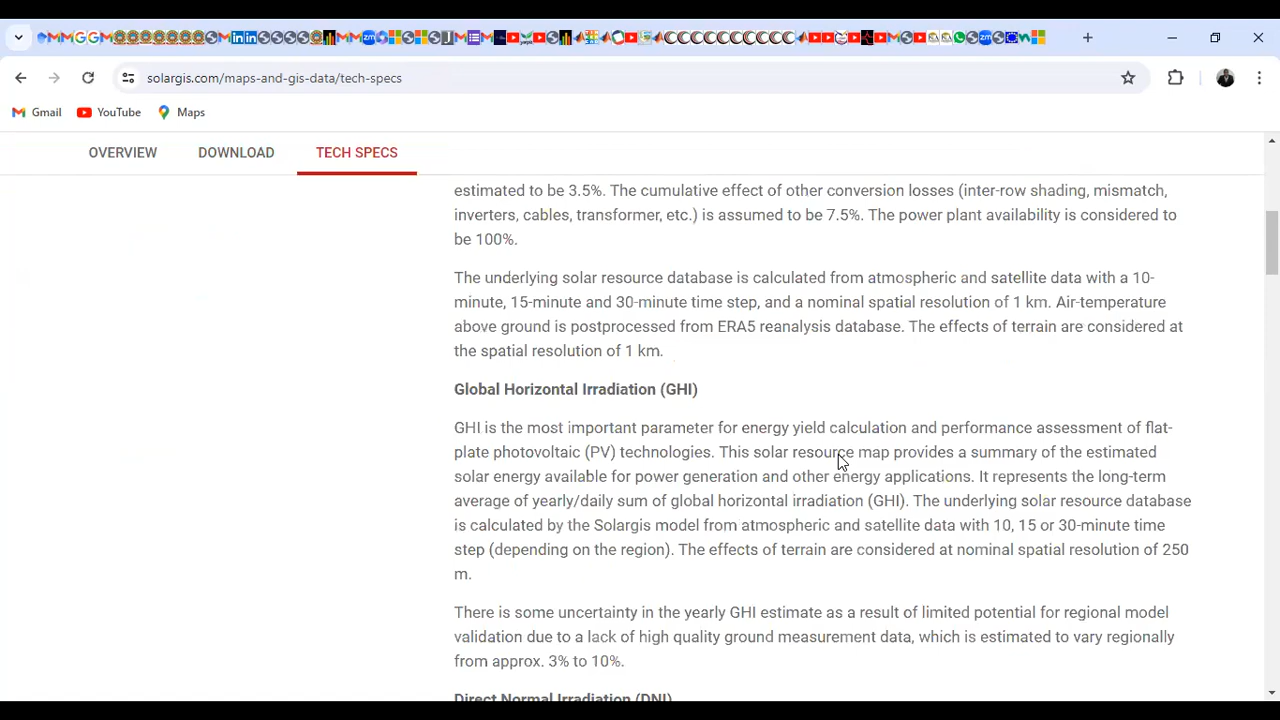 solargis.com/maps-and-gis-data/tech-specs
Gmail YouTube Maps
OVERVIEW DOWNLOAD TECH SPECS
estimated to be 3.5%. The cumulative effect of other conversion losses (inter-row shading, mismatch,
inverters, cables, transformer, etc.) is assumed to be 7.5%. The power plant availability is considered to
be 100%.
The underlying solar resource database is calculated from atmospheric and satellite data with a 10-
minute, 15-minute and 30-minute time step, and a nominal spatial resolution of 1 km. Air-temperature
above ground is postprocessed from ERA5 reanalysis database. The effects of terrain are considered at
the spatial resolution of 1 km.
Global Horizontal Irradiation (GHI)
GHI is the most important parameter for energy yield calculation and performance assessment of flat-
plate photovoltaic (PV) technologies. This solar resource map provides a summary of the estimated
solar energy available for power generation and other energy applications. It represents the long-term
average of yearly/daily sum of global horizontal irradiation (GHI). The underlying solar resource database
is calculated by the Solargis model from atmospheric and satellite data with 10, 15 or 30-minute time
step (depending on the region). The effects of terrain are considered at nominal spatial resolution of 250
m.
There is some uncertainty in the yearly GHI estimate as a result of limited potential for regional model
validation due to a lack of high quality ground measurement data, which is estimated to vary regionally
from approx. 3% to 10%.
Direct Normal Irradiation (DNI)